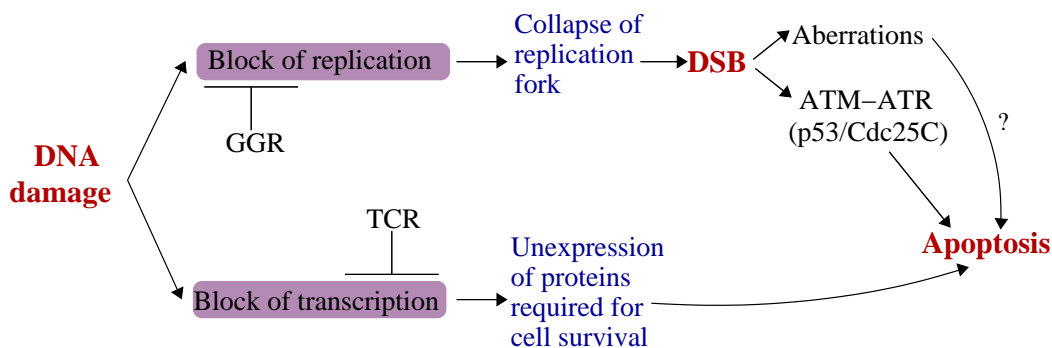 DNA
damage
Block of replication
GGR
Collapse of
replication
fork
DSB
Aberrations
ATM−ATR
(p53/Cdc25C)
?
TCR
Block of transcription
Unexpression
of proteins
required for
cell survival
Apoptosis